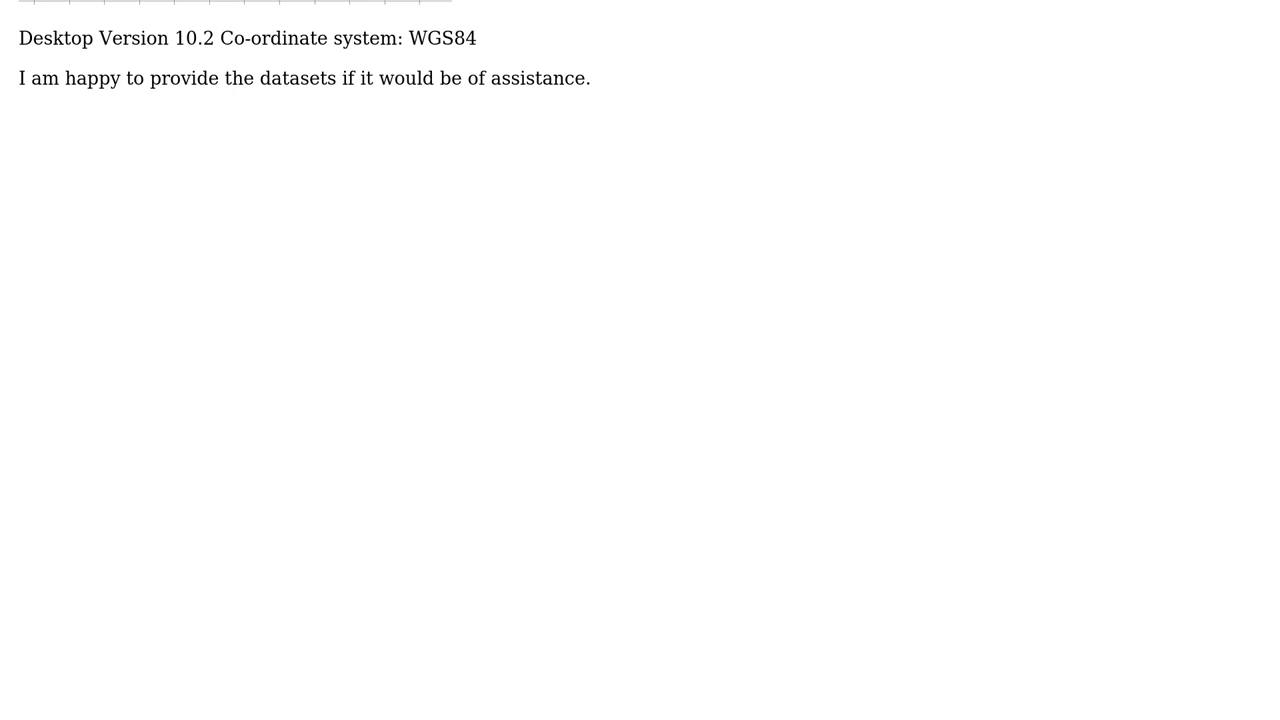 Desktop Version 10.2 Co-ordinate system: WGS84
I am happy to provide the datasets if it would be of assistance.